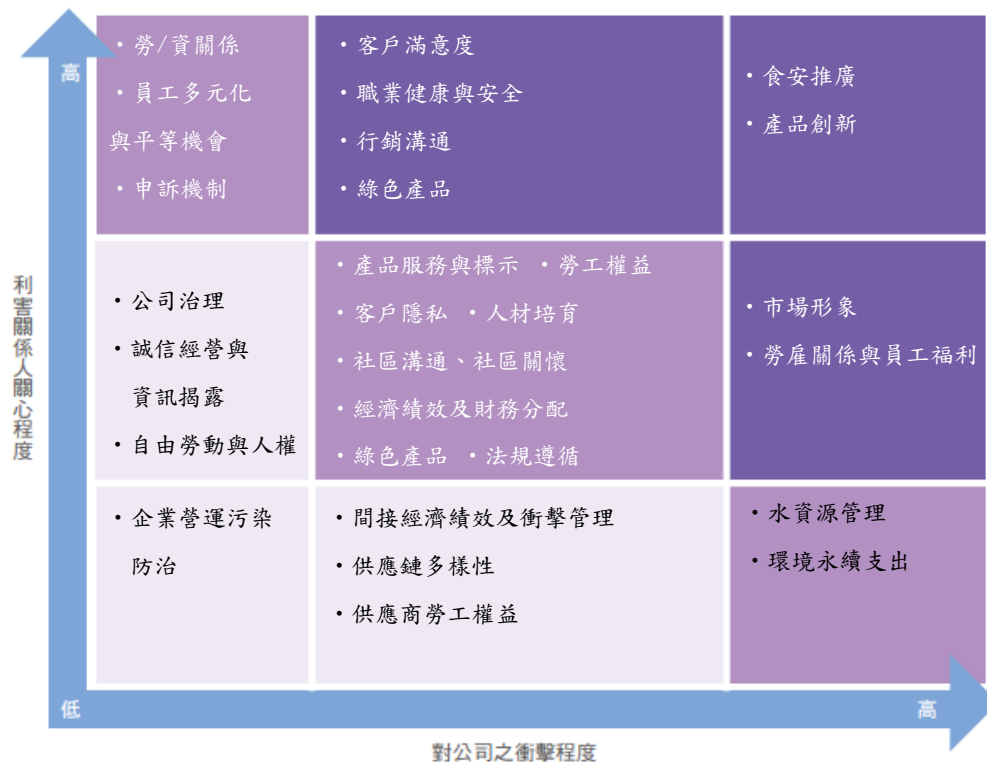 高
・勞/資關係
・員工多元化
與平等機會
・申訴機制
・客戶滿意度
・職業健康與安全
・行銷溝通
・綠色產品
・食安推廣
・產品創新
利害關係人關心程度
・公司治理
・誠信經營與
資訊揭露
・自由勞動與人權
・產品服務與標示 ・勞工權益
・客戶隱私 ・人材培育
・社區溝通、社區關懷
・經濟績效及財務分配
・綠色產品 ・法規遵循
・市場形象
・勞雇關係與員工福利
・企業營運污染
防治
・間接經濟績效及衝擊管理
・供應鏈多樣性
・供應商勞工權益
・水資源管理
・環境永續支出
低
高
對公司之衝擊程度